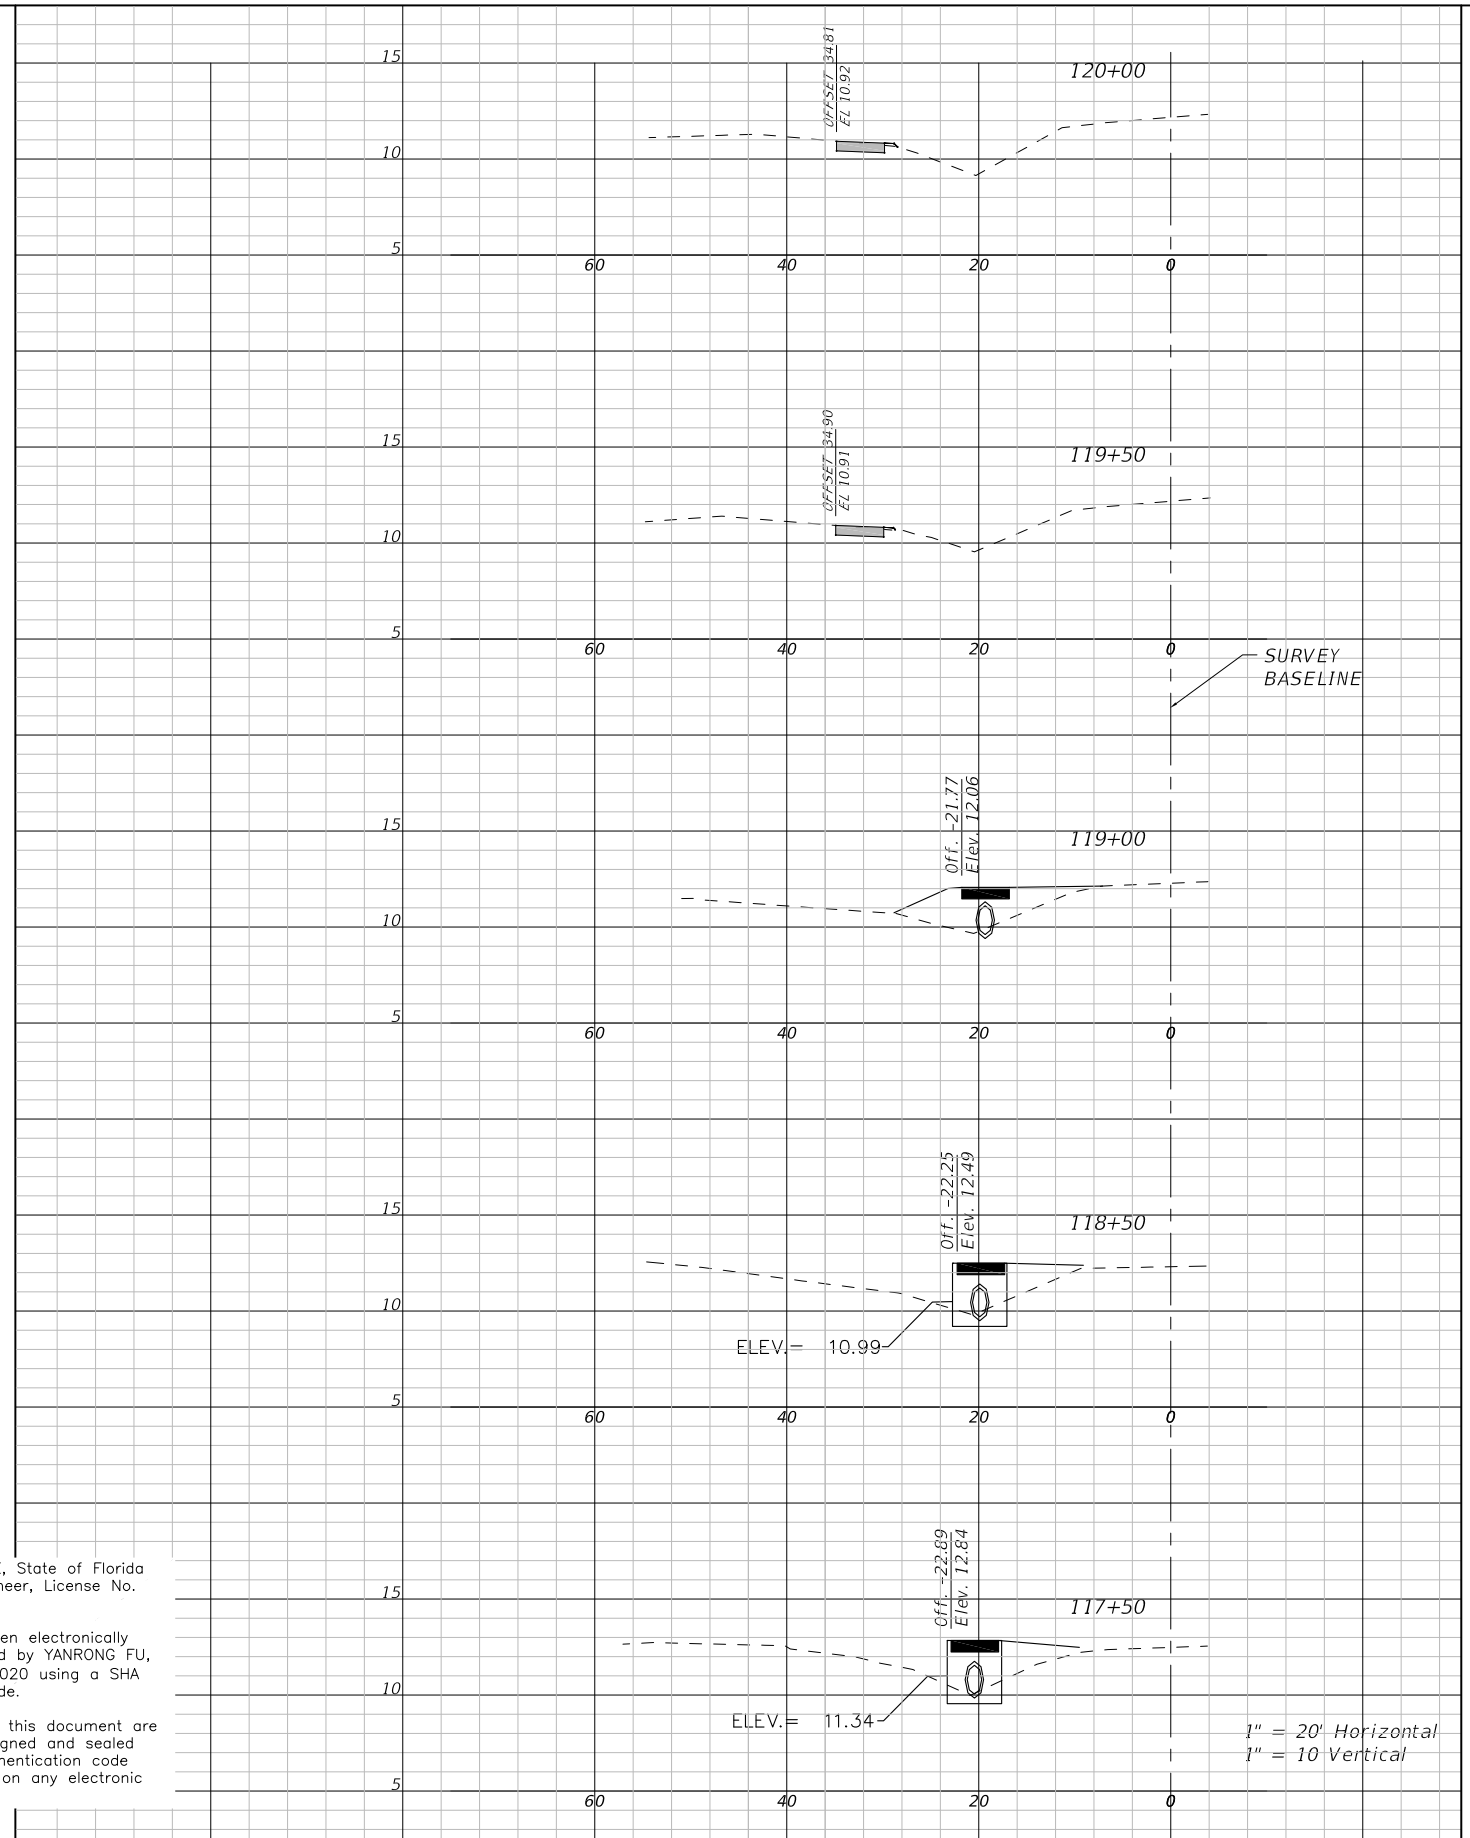 15
OFFSET 34.81
EL 10.92
120+00
10
5
60 40 20 0
15
OFFSET 34.90
EL 10.91
119+50
10
5
60 40 20 0
SURVEY
BASELINE
Off. -21.77
Elev. 12.06
15
119+00
10
5
60 40 20 0
Off. -22.25
Elev. 12.49
15
118+50
10
ELEV.= 10.99
5
60 40 20 0
Off. -22.89
Elev. 12.84
15
117+50
10
ELEV.= 11.34
1" = 20' Horizontal
1" = 10 Vertical
5
60 40 20 0
, State of Florida
neer, License No.
en electronically
d by YANRONG FU,
020 using a SHA
de.
this document are
gned and sealed
hentication code
on any electronic